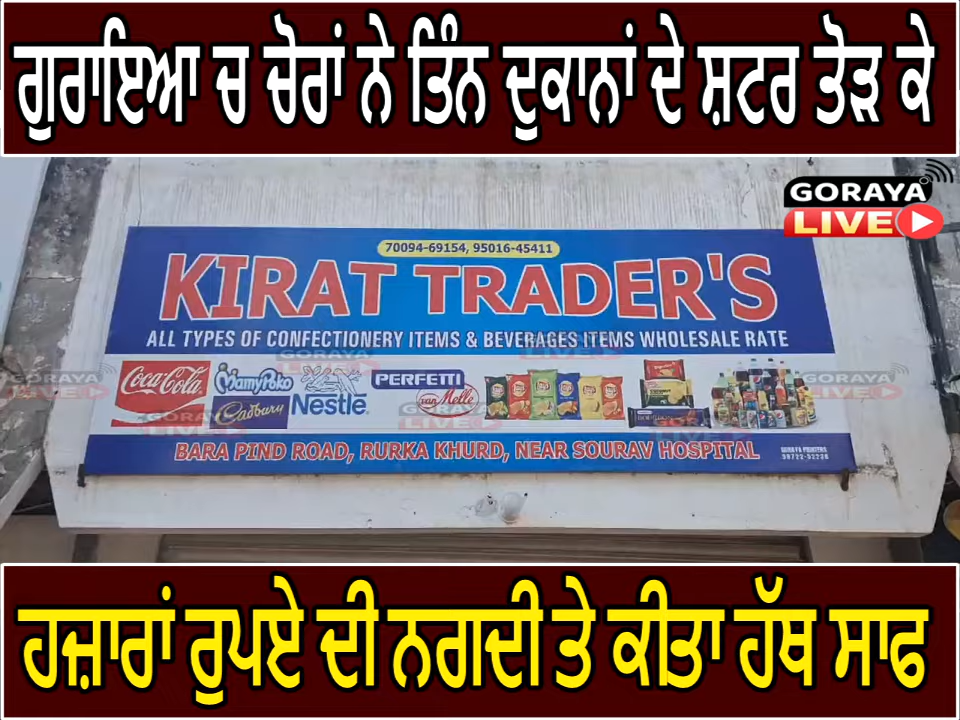 ਗੁਰਾਇਆ ਚ ਚੋਰਾਂ ਨੇ ਤਿੰਨ ਦੁਕਾਨਾਂ ਦੇ ਸ਼ਟਰ ਤੋੜ ਕੇ
GORAYA
LIVE
70094-69154, 95016-45411
KIRAT TRADER'S
ALL TYPES OF CONFECTIONERY ITEMS & BEVERAGES ITEMS WHOLESALE RATE
Coca-Cola MamyPoko Cadbury Nestle PERFETTI van Melle
BARA PIND ROAD, RURKA KHURD, NEAR SOURAV HOSPITAL
ਹਜ਼ਾਰਾਂ ਰੁਪਏ ਦੀ ਨਗਦੀ ਤੇ ਕੀਤਾ ਹੱਥ ਸਾਫ